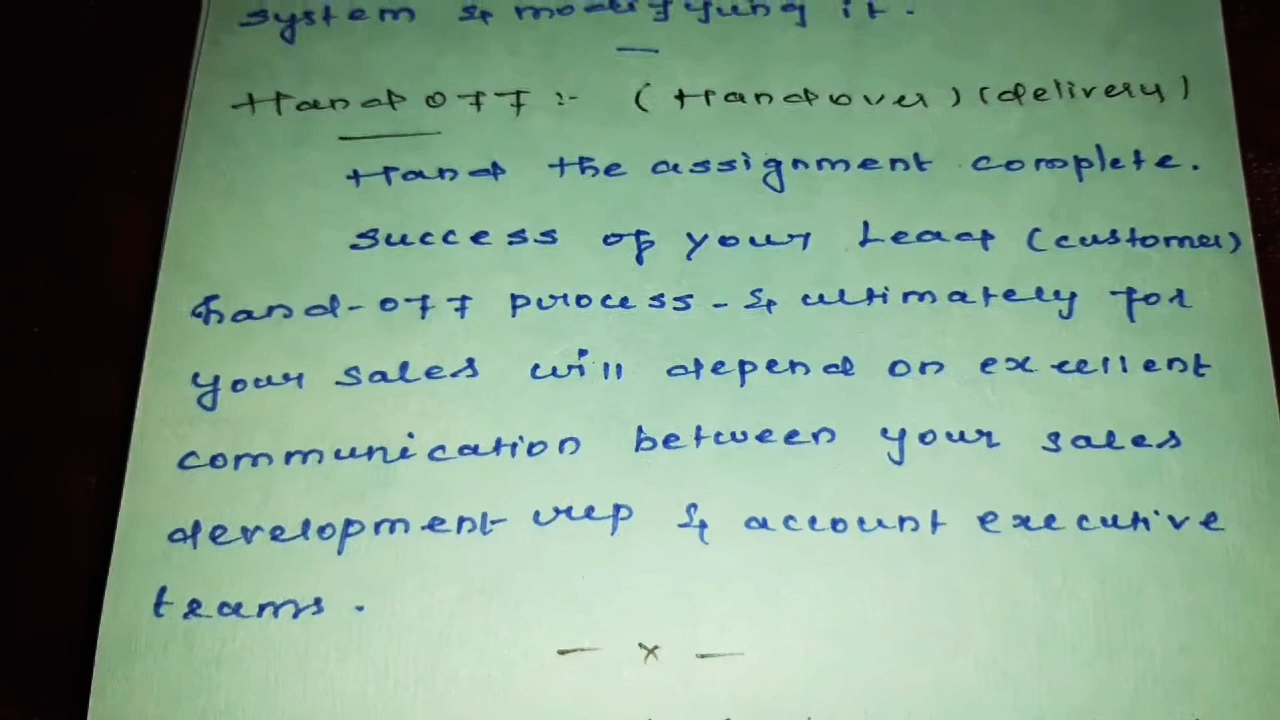 system & modifyung it.
Hand off :- (Handover) (delivery)
Hand the assignment complete.
success of your Lead (customer)
hand-off process - & ultimately for
your sales will depend on excellent
communication between your sales
development rep & account executive
teams.
- x -